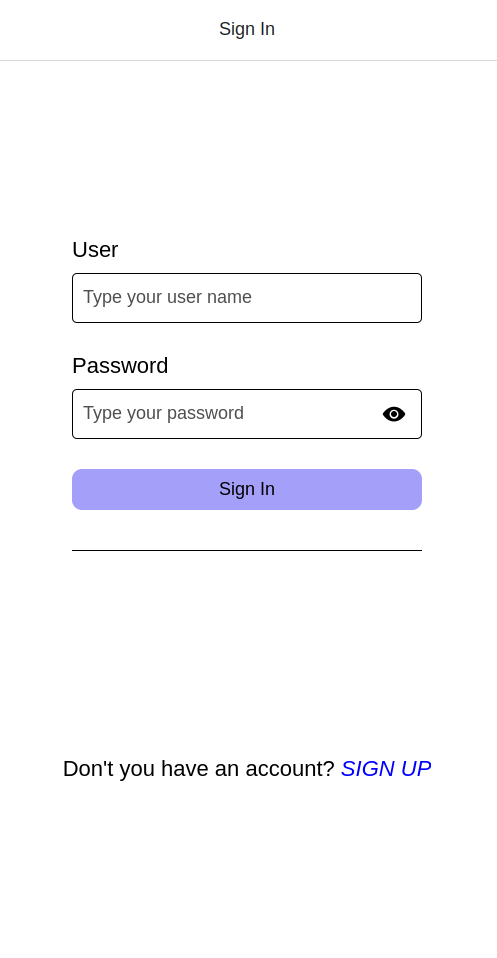 Sign In
User
Type your user name
Password
Type your password
Sign In
Don't you have an account? SIGN UP